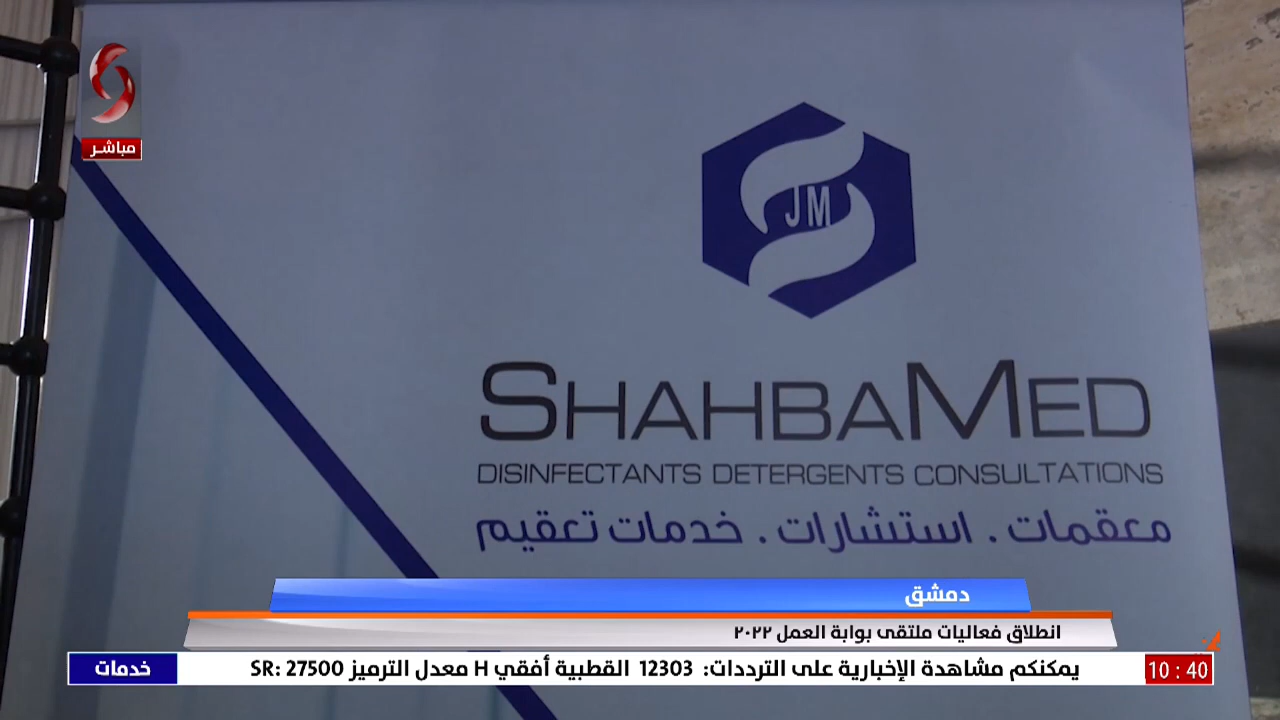 مباشر
JM
SHAHBAMED
DISINFECTANTS DETERGENTS CONSULTATIONS
معقمات . استشارات . خدمات تعقيم
دمشق
انطلاق فعاليات ملتقى بوابة العمل ٢٠٢٢
خدمات
يمكنكم مشاهدة الإخبارية على الترددات: 12303 القطبية أفقي H معدل الترميز SR: 27500
10 : 40